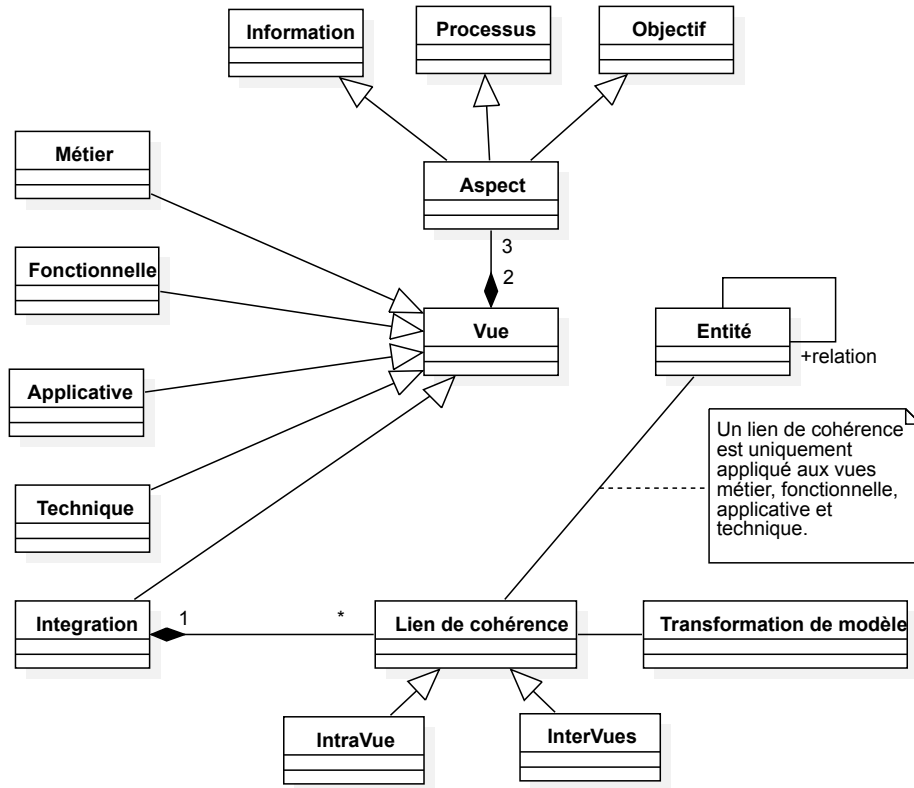 Information
Processus
Objectif
Métier
Aspect
Fonctionnelle
3
2
Vue
Entité
+relation
Applicative
Un lien de cohérence
est uniquement
appliqué aux vues
métier, fonctionnelle,
applicative et
technique.
Technique
Integration
1
*
Lien de cohérence
Transformation de modèle
IntraVue
InterVues